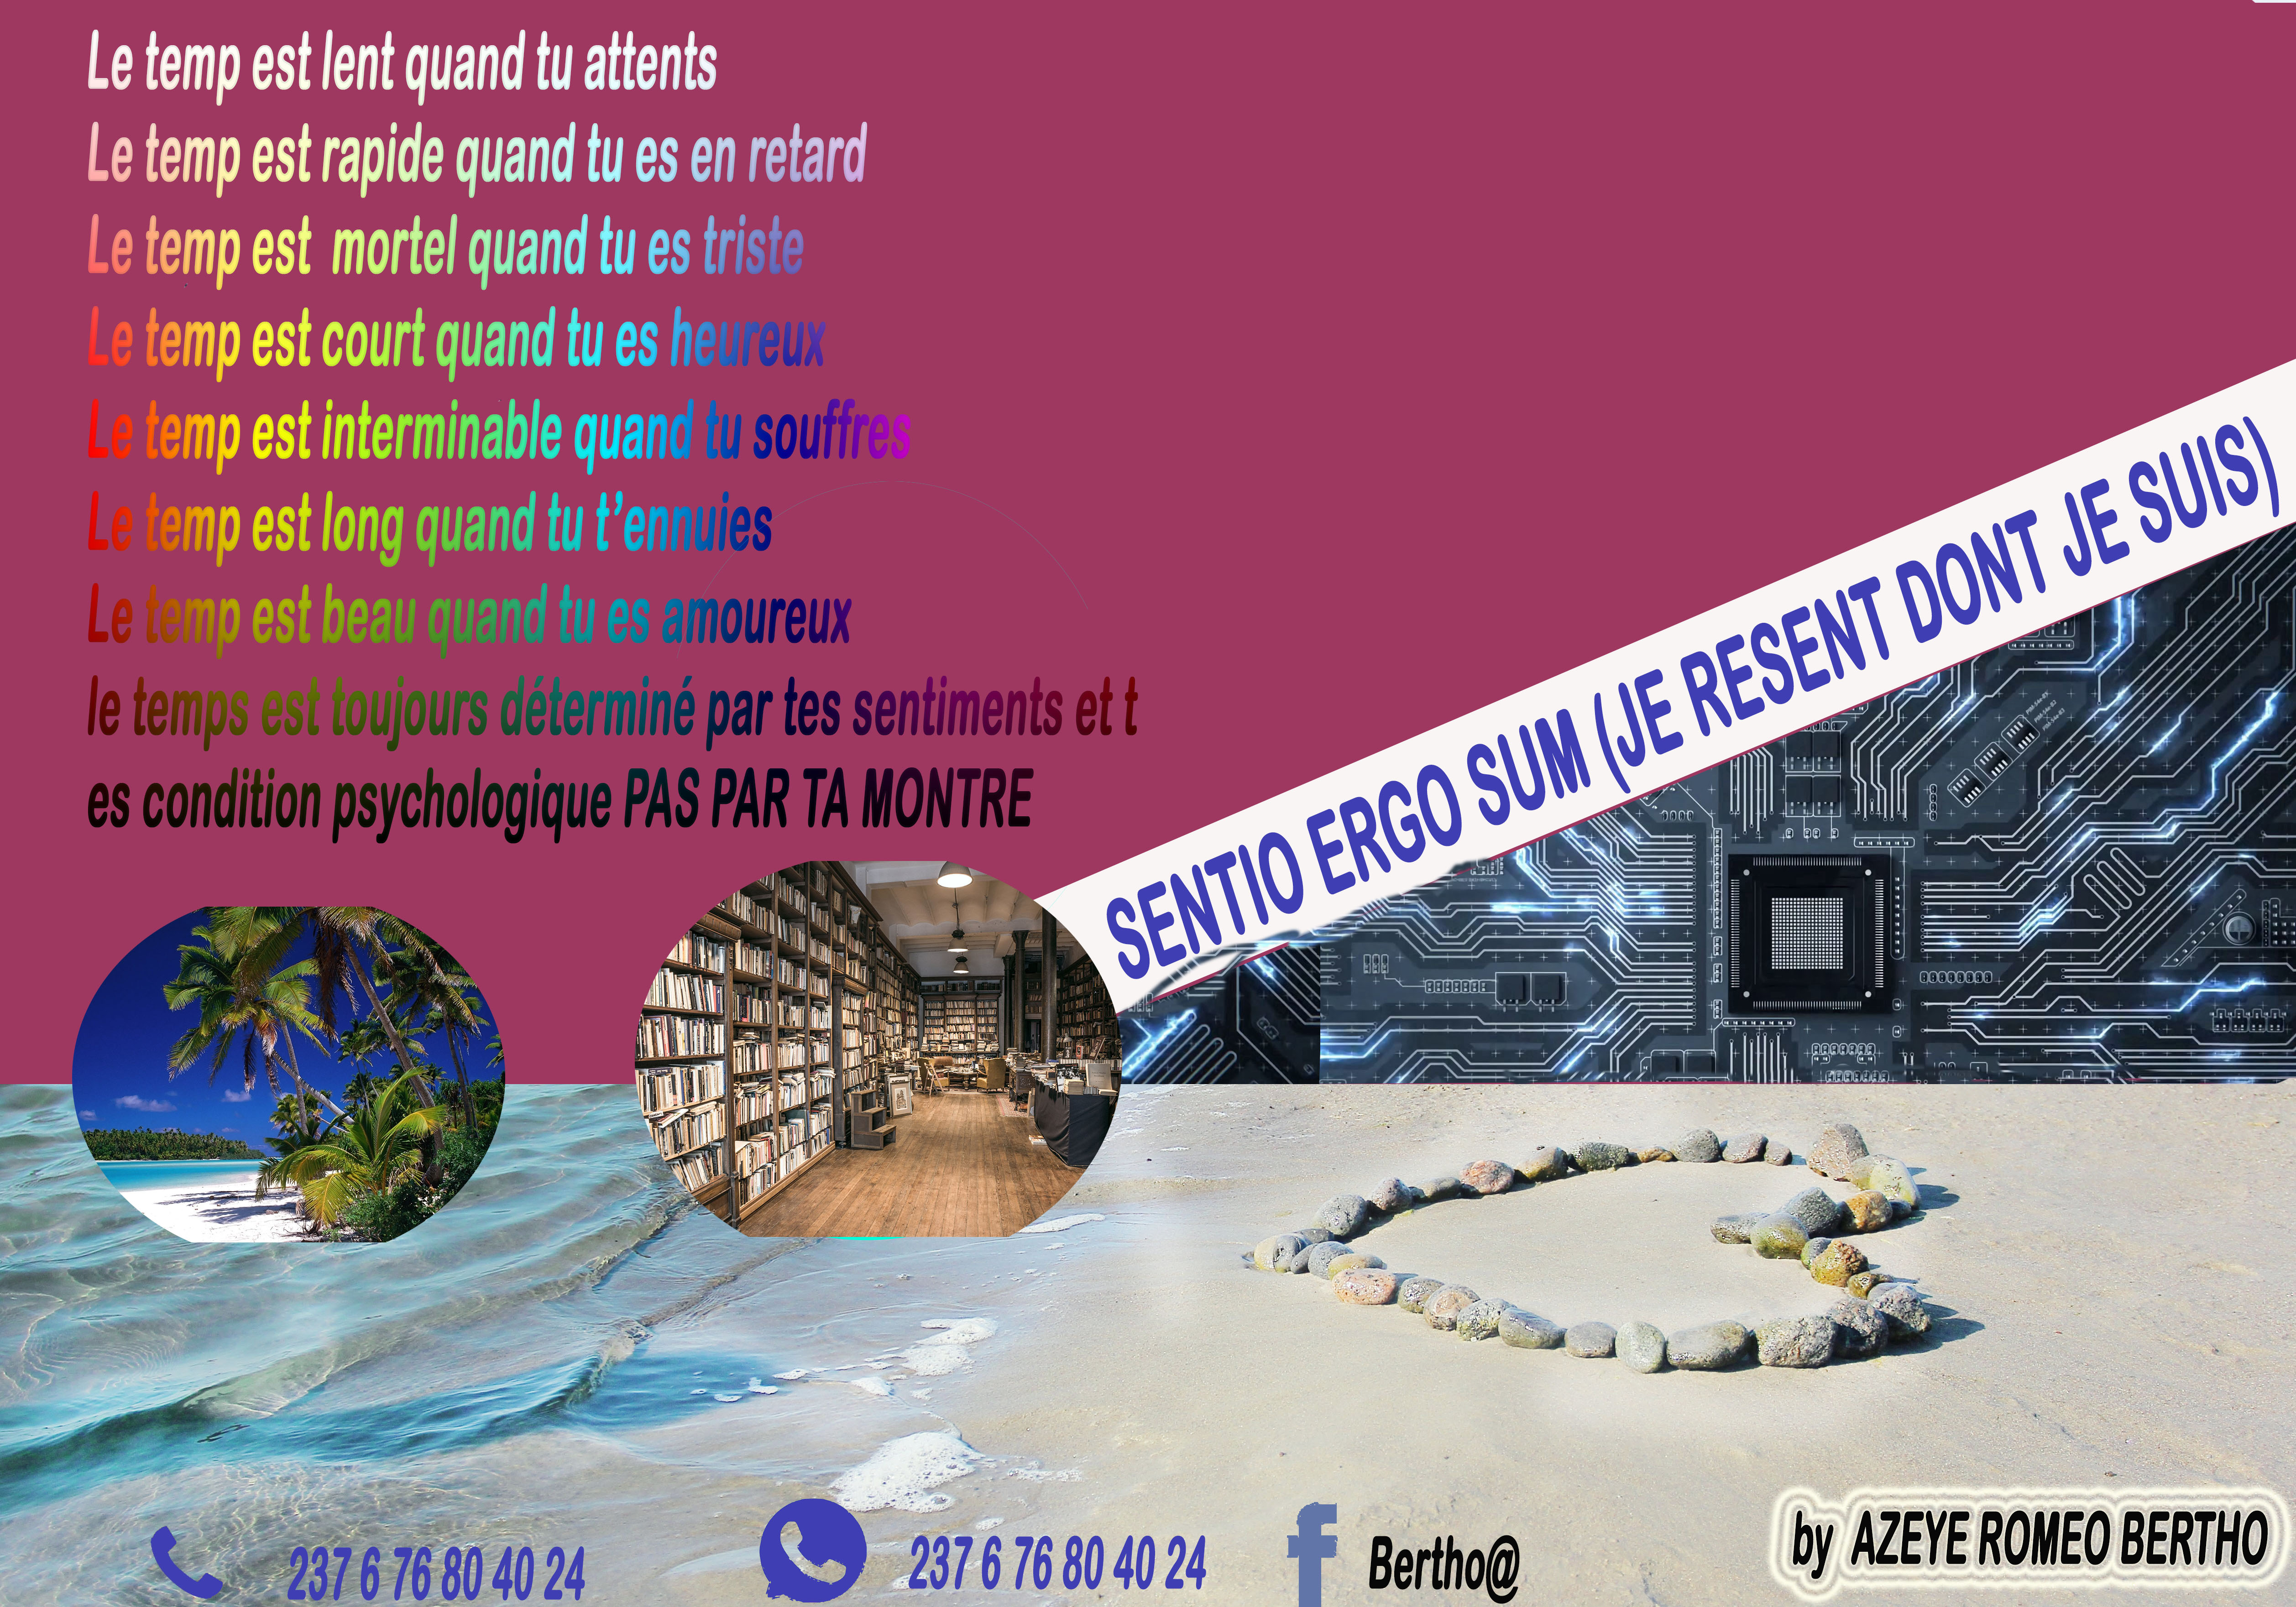 Le temp est lent quand tu attents
Le temp est rapide quand tu es en retard
Le temp est mortel quand tu es triste
Le temp est court quand tu es heureux
Le temp est interminable quand tu souffres
Le temp est long quand tu t’ennuies
Le temp est beau quand tu es amoureux
le temps est toujours déterminé par tes sentiments et t
es condition psychologique PAS PAR TA MONTRE
SENTIO ERGO SUM (JE RESENT DONT JE SUIS)
237 6 76 80 40 24
237 6 76 80 40 24
Bertho@
by AZEYE ROMEO BERTHO